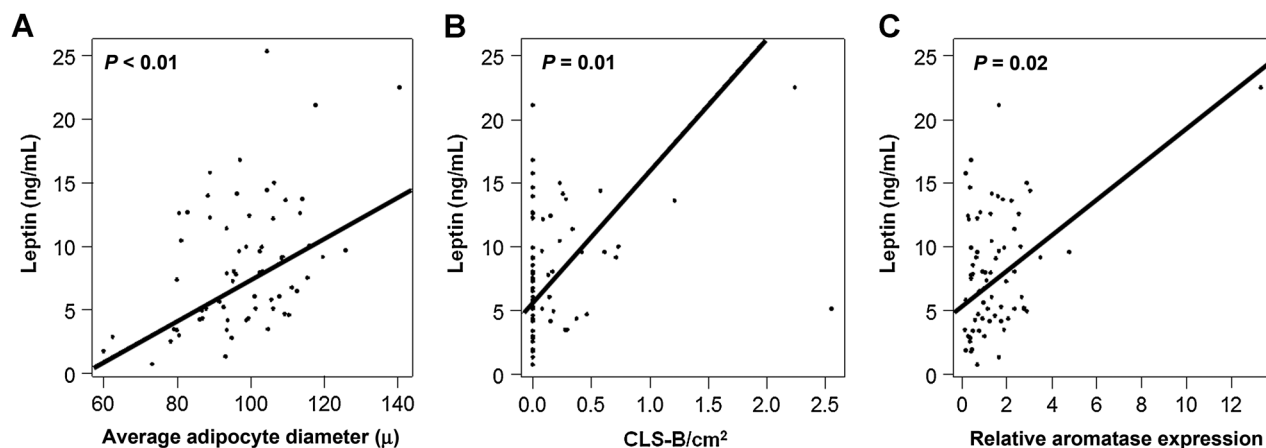 A
P < 0.01
Leptin (ng/mL)
25
20
15
10
5
0
60 80 100 120 140
Average adipocyte diameter (μ)
B
P = 0.01
Leptin (ng/mL)
25
20
15
10
5
0
0.0 0.5 1.0 1.5 2.0 2.5
CLS-B/cm²
C
P = 0.02
Leptin (ng/mL)
25
20
15
10
5
0
0 2 4 6 8 10 12
Relative aromatase expression